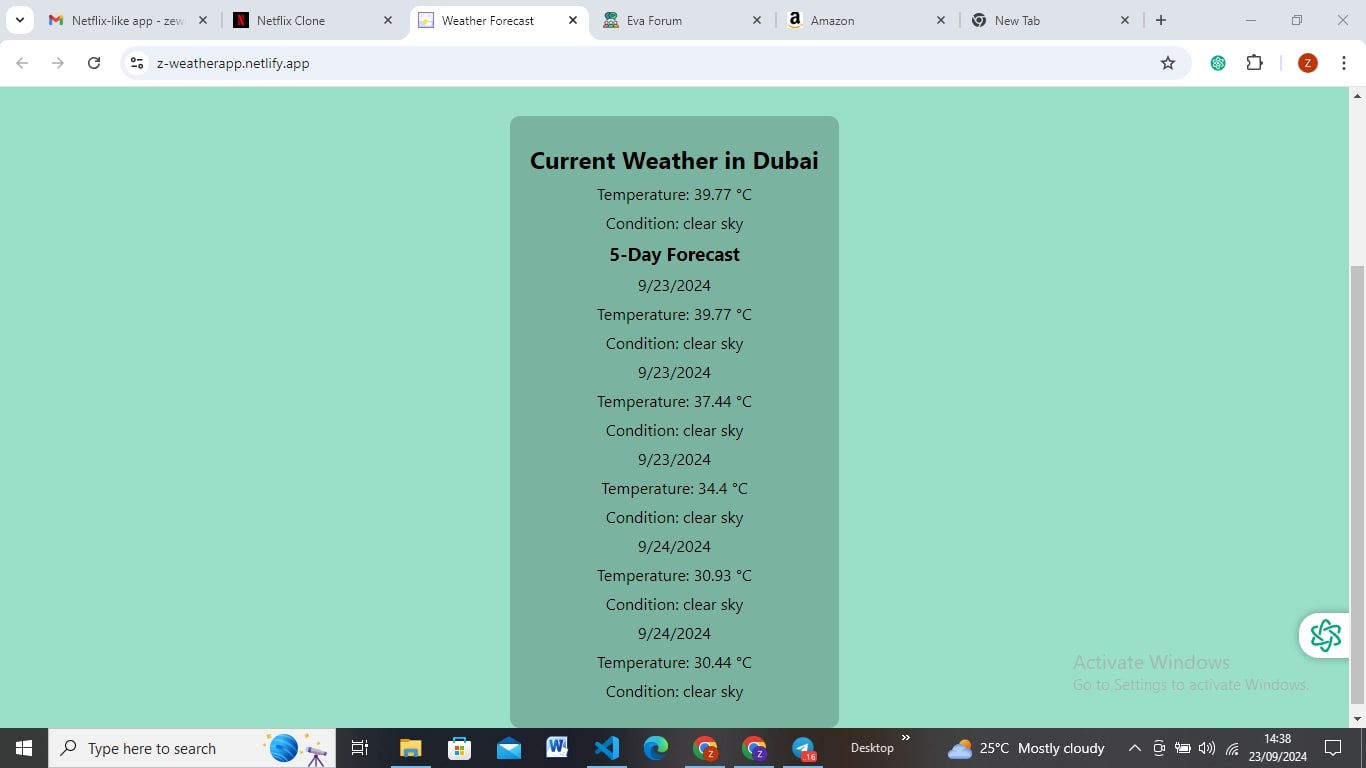 Netflix-like app - zew
Netflix Clone
Weather Forecast
Eva Forum
Amazon
New Tab
z-weatherapp.netlify.app
Z
Current Weather in Dubai
Temperature: 39.77 °C
Condition: clear sky
5-Day Forecast
9/23/2024
Temperature: 39.77 °C
Condition: clear sky
9/23/2024
Temperature: 37.44 °C
Condition: clear sky
9/23/2024
Temperature: 34.4 °C
Condition: clear sky
9/24/2024
Temperature: 30.93 °C
Condition: clear sky
9/24/2024
Temperature: 30.44 °C
Condition: clear sky
Activate Windows
Go to Settings to activate Windows.
Type here to search
Desktop
25°C Mostly cloudy
14:38
23/09/2024